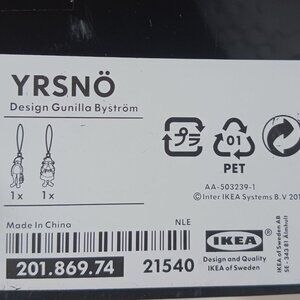 YRSNÖ
Design Gunilla Byström
1x
1x
プラ
01
PET
AA-503239-1
©Inter IKEA Systems B.V 201
Made In China
NLE
201.869.74
21540
IKEA
Design and Quality
IKEA of Sweden
IKEA of Sweden AB
SE - 343 81 Älmhult